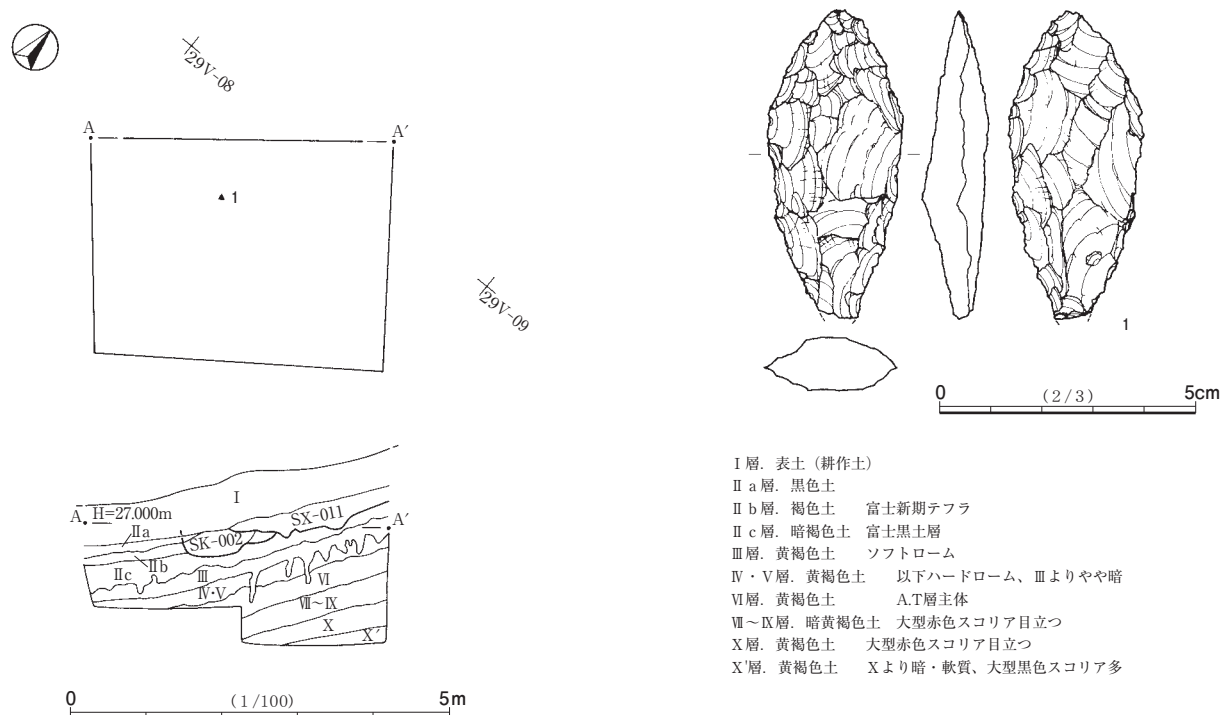 29V-08
A A′
1
29V-09
1
0 (2/3) 5cm
A H=27.000m
I
SX-011
A′
Ⅱa
SK-002
Ⅱb
Ⅱc
Ⅲ
Ⅳ・Ⅴ
Ⅵ
Ⅶ～Ⅸ
Ⅹ
Ⅹ′
0 (1/100) 5m
Ⅰ層．表土（耕作土）
Ⅱa層．黒色土
Ⅱb層．褐色土　富士新期テフラ
Ⅱc層．暗褐色土　富士黒土層
Ⅲ層．黄褐色土　ソフトローム
Ⅳ・Ⅴ層．黄褐色土　以下ハードローム、Ⅲよりやや暗
Ⅵ層．黄褐色土　A.T層主体
Ⅶ～Ⅸ層．暗黄褐色土　大型赤色スコリア目立つ
Ⅹ層．黄褐色土　大型赤色スコリア目立つ
Ⅹ'層．黄褐色土　Ⅹより暗・軟質、大型黒色スコリア多